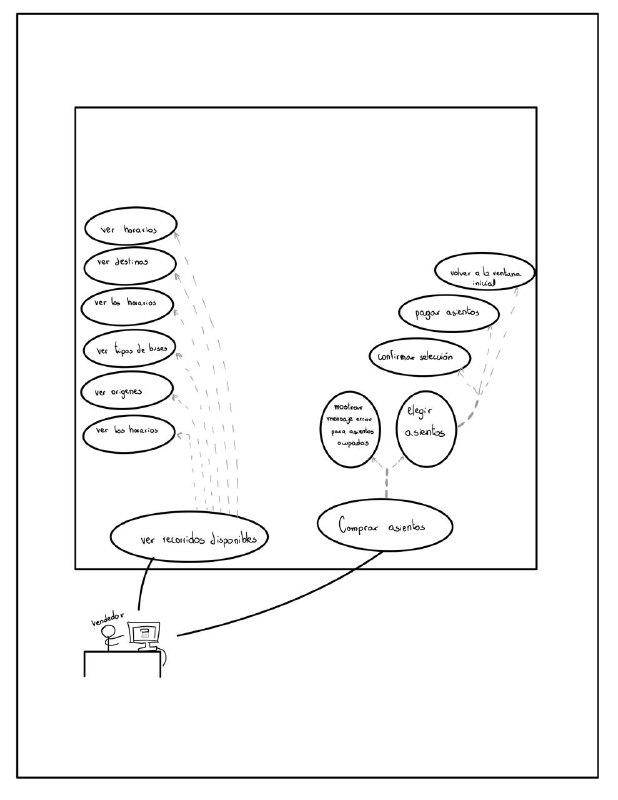 ver horarios
ver destinos
ver los horarios
ver tipos de buses
ver origenes
ver los horarios
volver a la ventana
inicial
pagar asientos
confirmar selección
mostrar
mensaje error
para asientos
ocupados
elegir
asientos
ver recorridos disponibles
Comprar asientos
vendedor